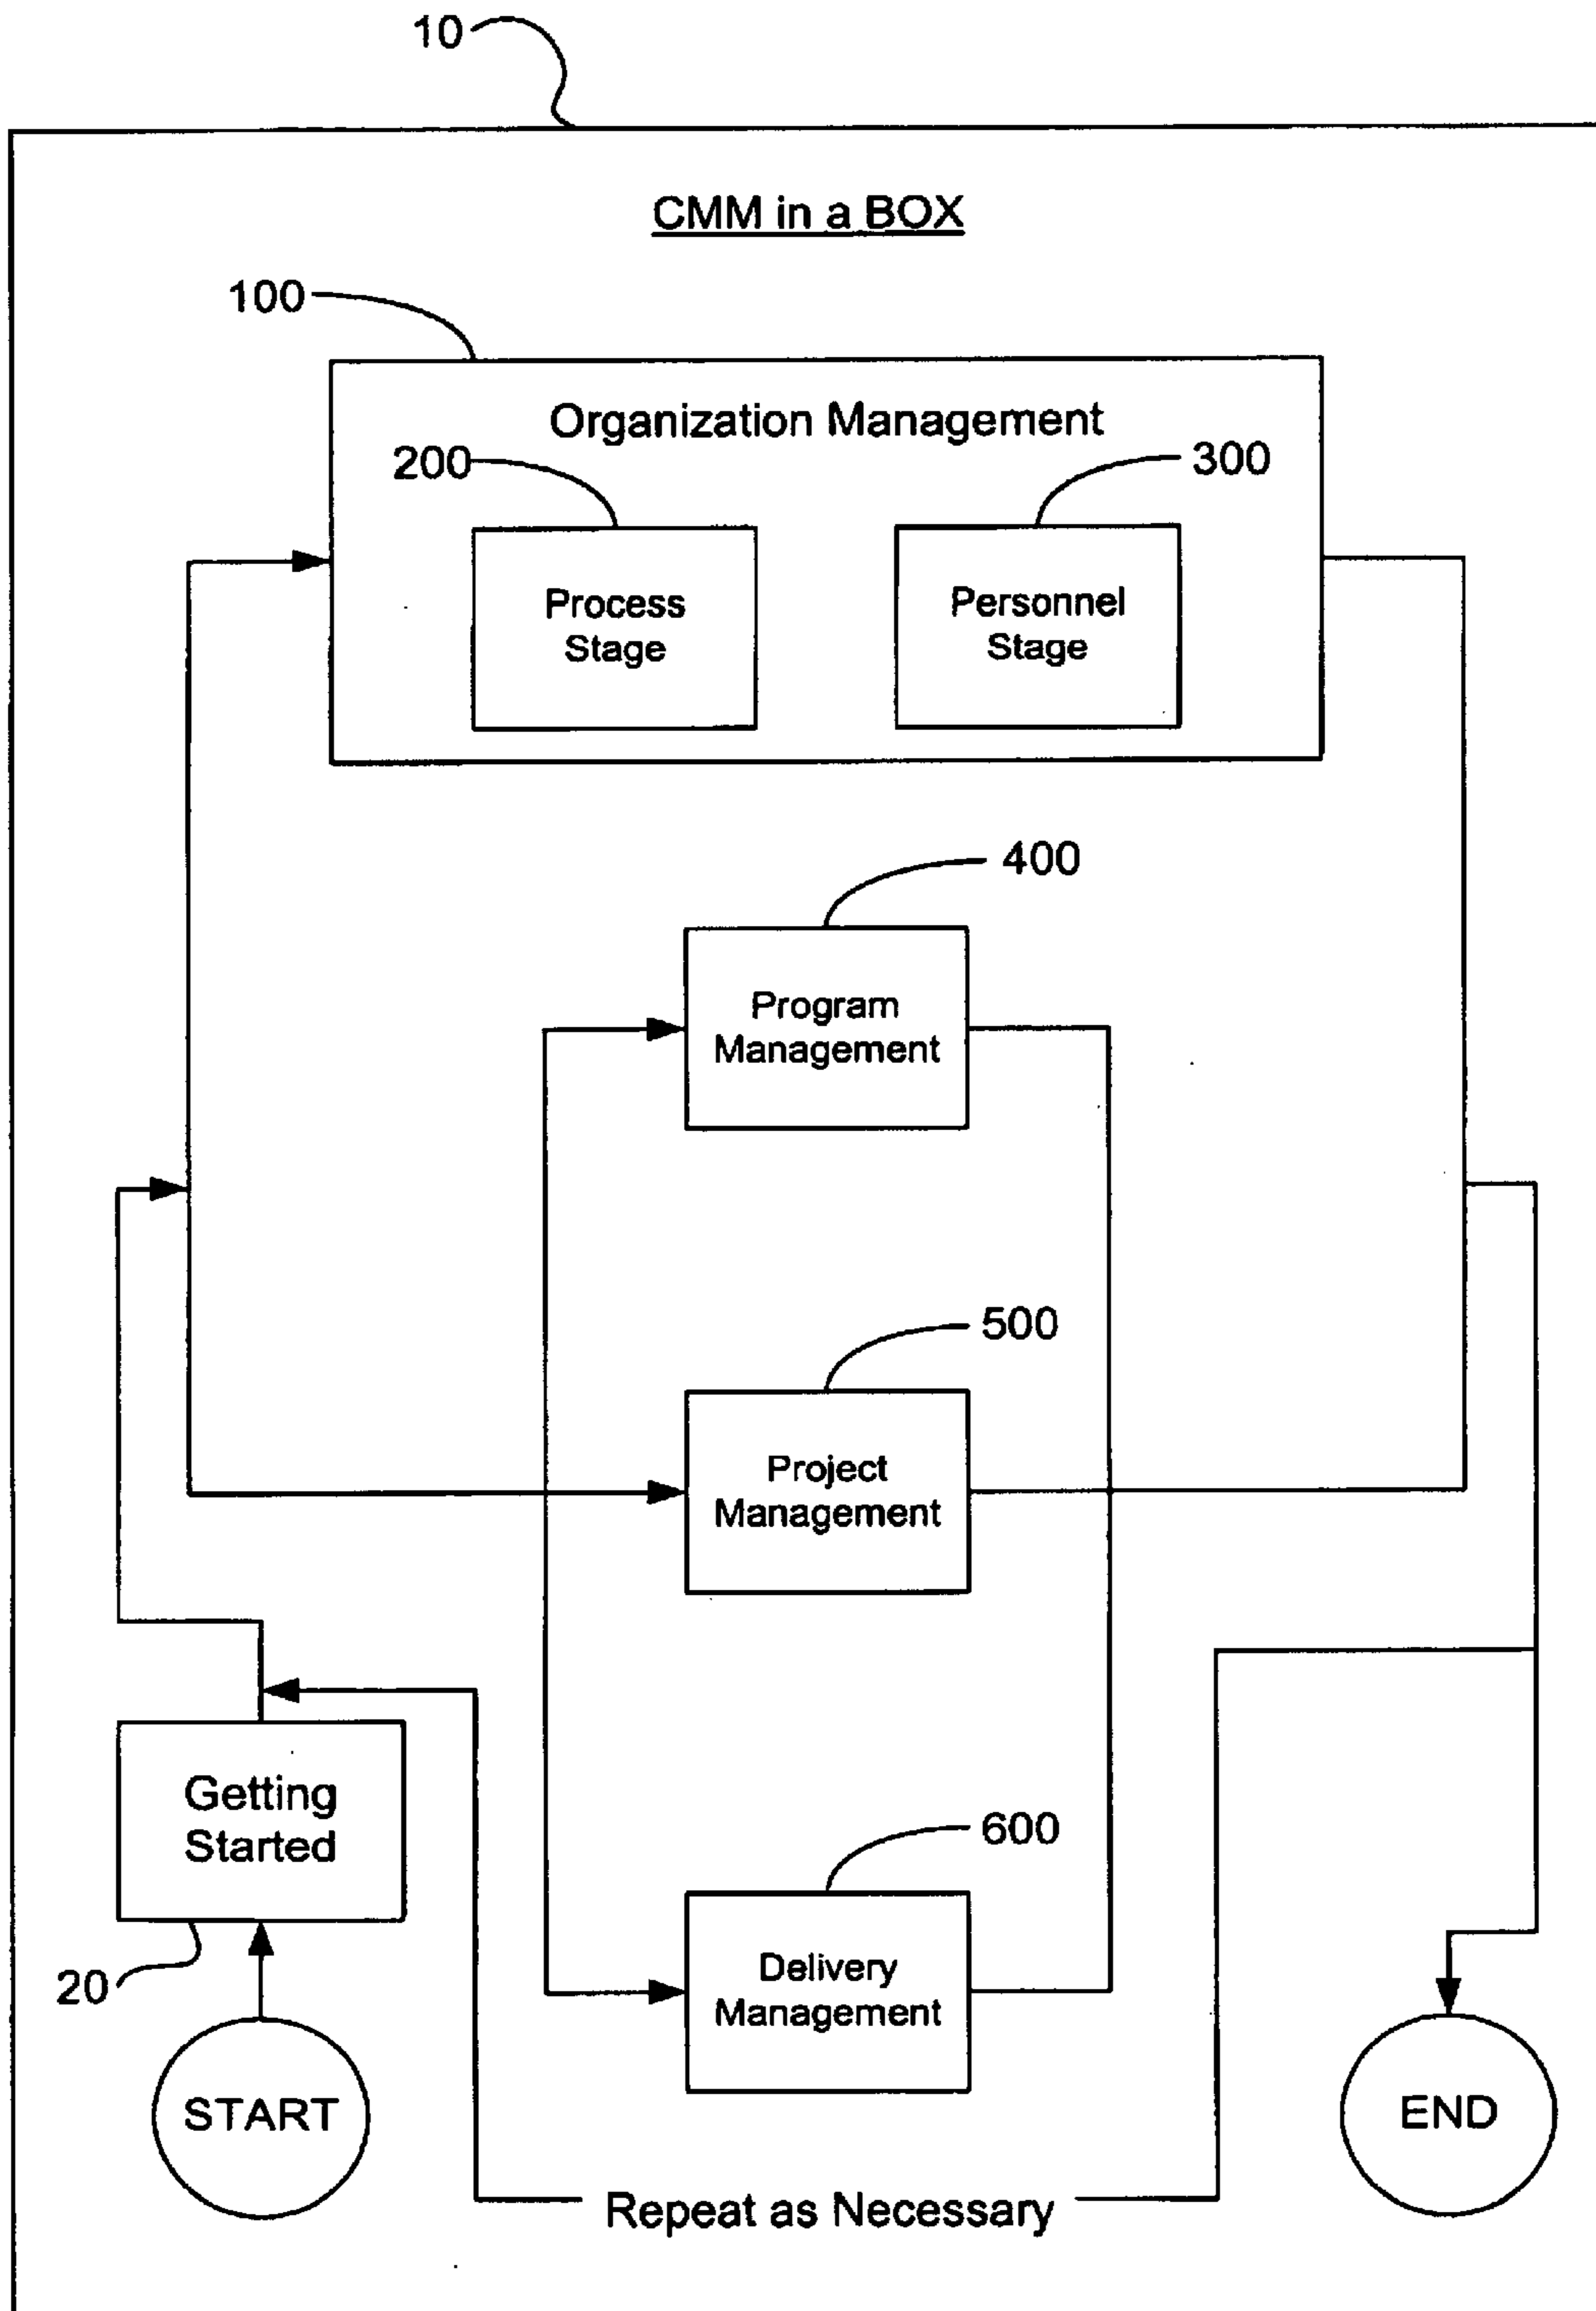 10
CMM in a BOX
100
Organization Management
200
300
Process
Stage
Personnel
Stage
400
Program
Management
500
Project
Management
Getting
Started
600
20
Delivery
Management
START
END
Repeat as Necessary